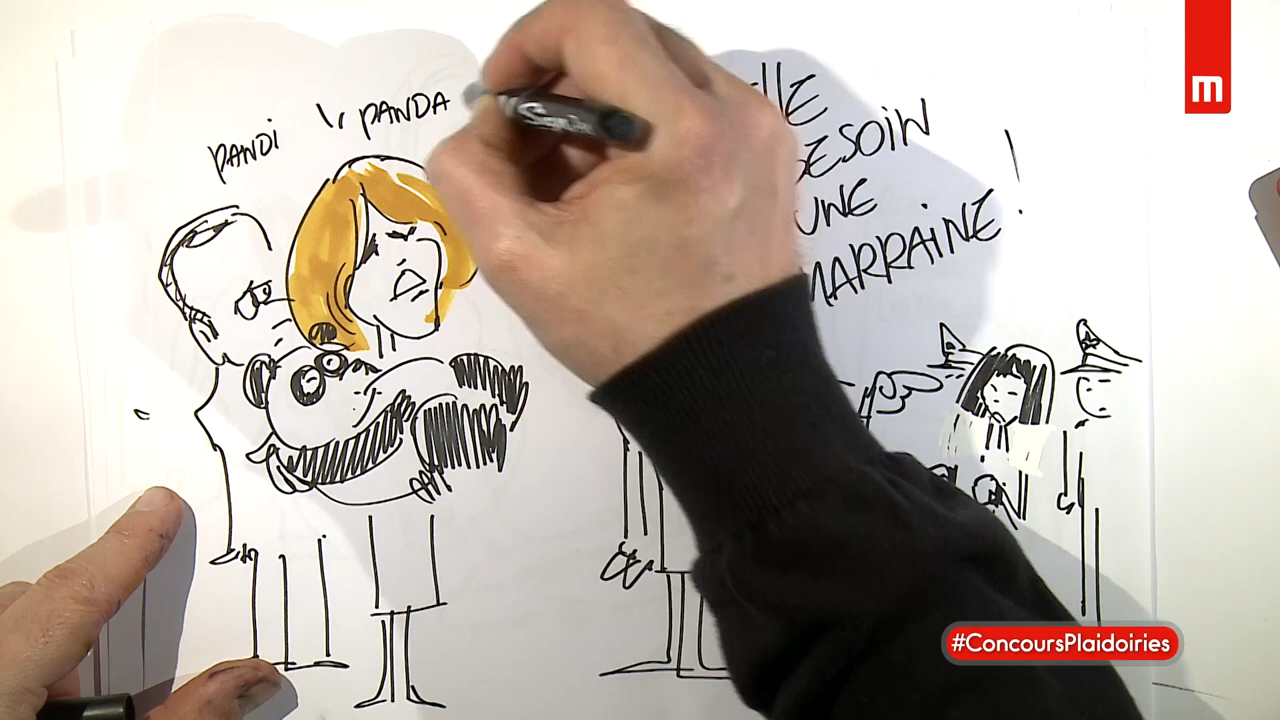 PANDI
PANDA
BESOIN
UNE
MARRAINE !
m
#ConcoursPlaidoiries